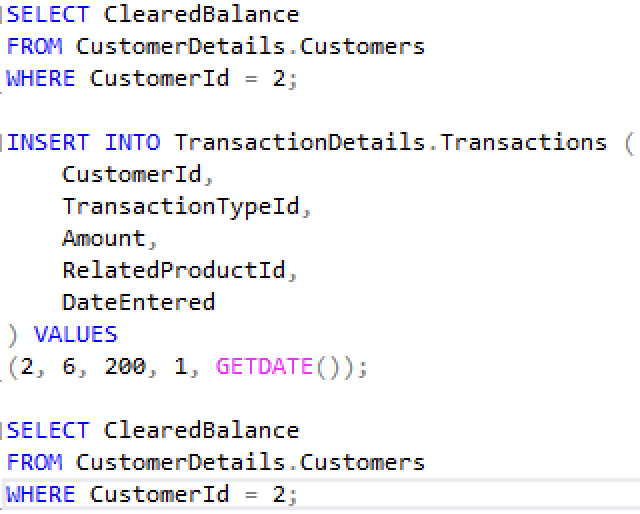 SELECT ClearedBalance
FROM CustomerDetails.Customers
WHERE CustomerId = 2;
INSERT INTO TransactionDetails.Transactions (
CustomerId,
TransactionTypeId,
Amount,
RelatedProductId,
DateEntered
) VALUES
(2, 6, 200, 1, GETDATE());
SELECT ClearedBalance
FROM CustomerDetails.Customers
WHERE CustomerId = 2;